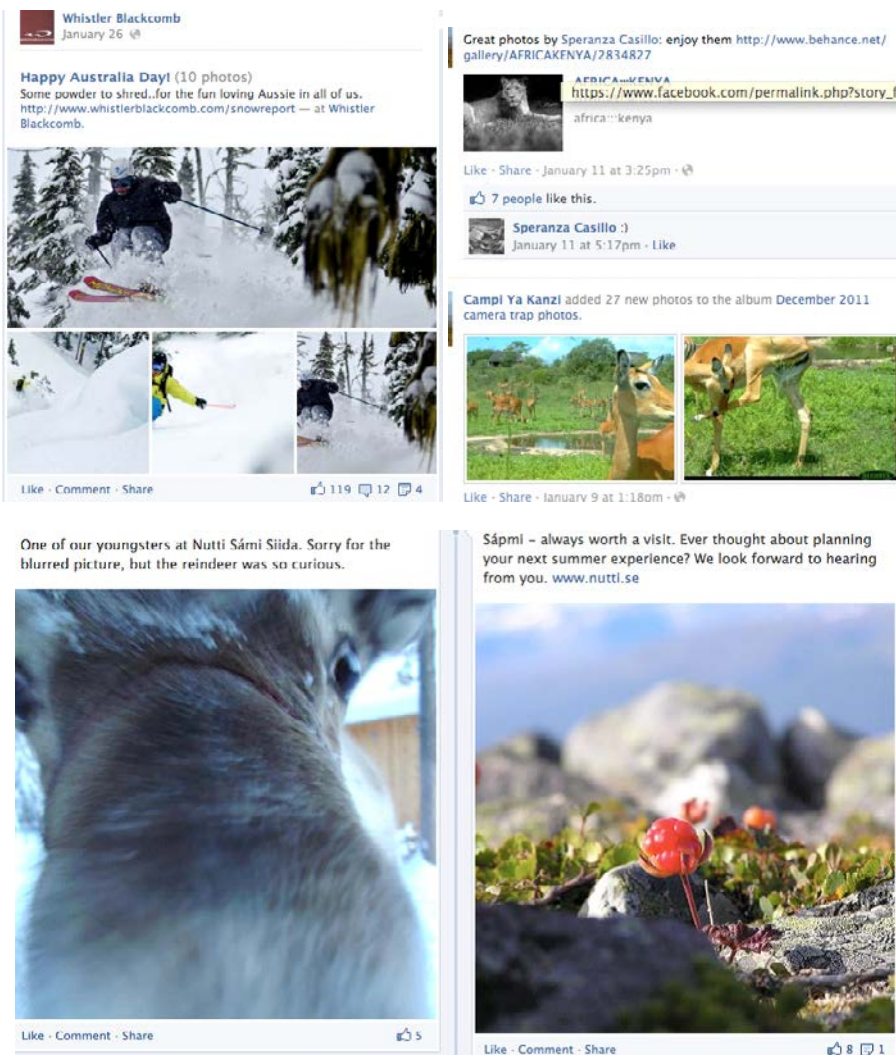 Whistler Blackcomb
January 26
Happy Australia Day! (10 photos)
Some powder to shred..for the fun loving Aussie in all of us.
http://www.whistlerblackcomb.com/snowreport — at Whistler
Blackcomb.
Like · Comment · Share 119 12 4
Great photos by Speranza Casillo: enjoy them http://www.behance.net/
gallery/AFRICAKENYA/2834827
https://www.facebook.com/permalink.php?story_f
africa:::kenya
Like · Share · January 11 at 3:25pm ·
7 people like this.
Speranza Casillo :)
January 11 at 5:17pm · Like
Campi Ya Kanzi added 27 new photos to the album December 2011
camera trap photos.
Like · Share · January 9 at 1:18pm ·
One of our youngsters at Nutti Sámi Siida. Sorry for the
blurred picture, but the reindeer was so curious.
Like · Comment · Share 5
Sápmi – always worth a visit. Ever thought about planning
your next summer experience? We look forward to hearing
from you. www.nutti.se
Like · Comment · Share 8 1